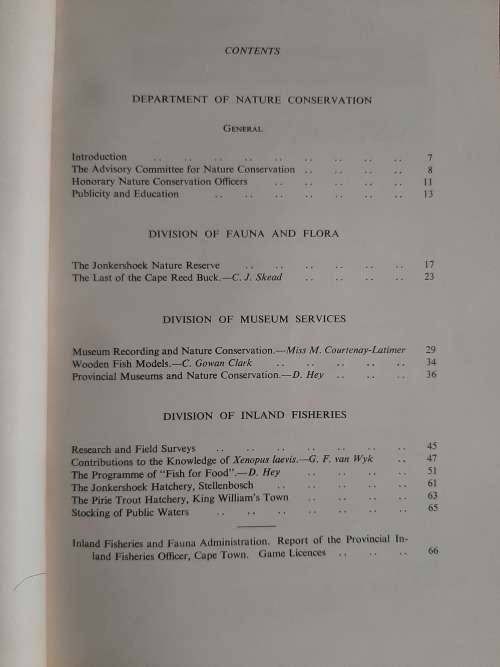 CONTENTS
DEPARTMENT OF NATURE CONSERVATION
GENERAL
Introduction .. .. .. .. .. .. .. .. .. 7
The Advisory Committee for Nature Conservation .. .. .. .. 8
Honorary Nature Conservation Officers .. .. .. .. .. 11
Publicity and Education .. .. .. .. .. .. .. 13
DIVISION OF FAUNA AND FLORA
The Jonkershoek Nature Reserve .. .. .. .. .. .. 17
The Last of the Cape Reed Buck.—C. J. Skead .. .. .. .. 23
DIVISION OF MUSEUM SERVICES
Museum Recording and Nature Conservation.—Miss M. Courtenay-Latimer 29
Wooden Fish Models.—C. Gowan Clark .. .. .. .. .. 34
Provincial Museums and Nature Conservation.—D. Hey .. .. .. 36
DIVISION OF INLAND FISHERIES
Research and Field Surveys .. .. .. .. .. .. .. 45
Contributions to the Knowledge of Xenopus laevis.—G. F. van Wyk .. 47
The Programme of "Fish for Food".—D. Hey .. .. .. .. 51
The Jonkershoek Hatchery, Stellenbosch .. .. .. .. .. 61
The Pirie Trout Hatchery, King William's Town .. .. .. .. 63
Stocking of Public Waters .. .. .. .. .. .. .. 65
Inland Fisheries and Fauna Administration. Report of the Provincial In-
land Fisheries Officer, Cape Town. Game Licences .. .. .. 66